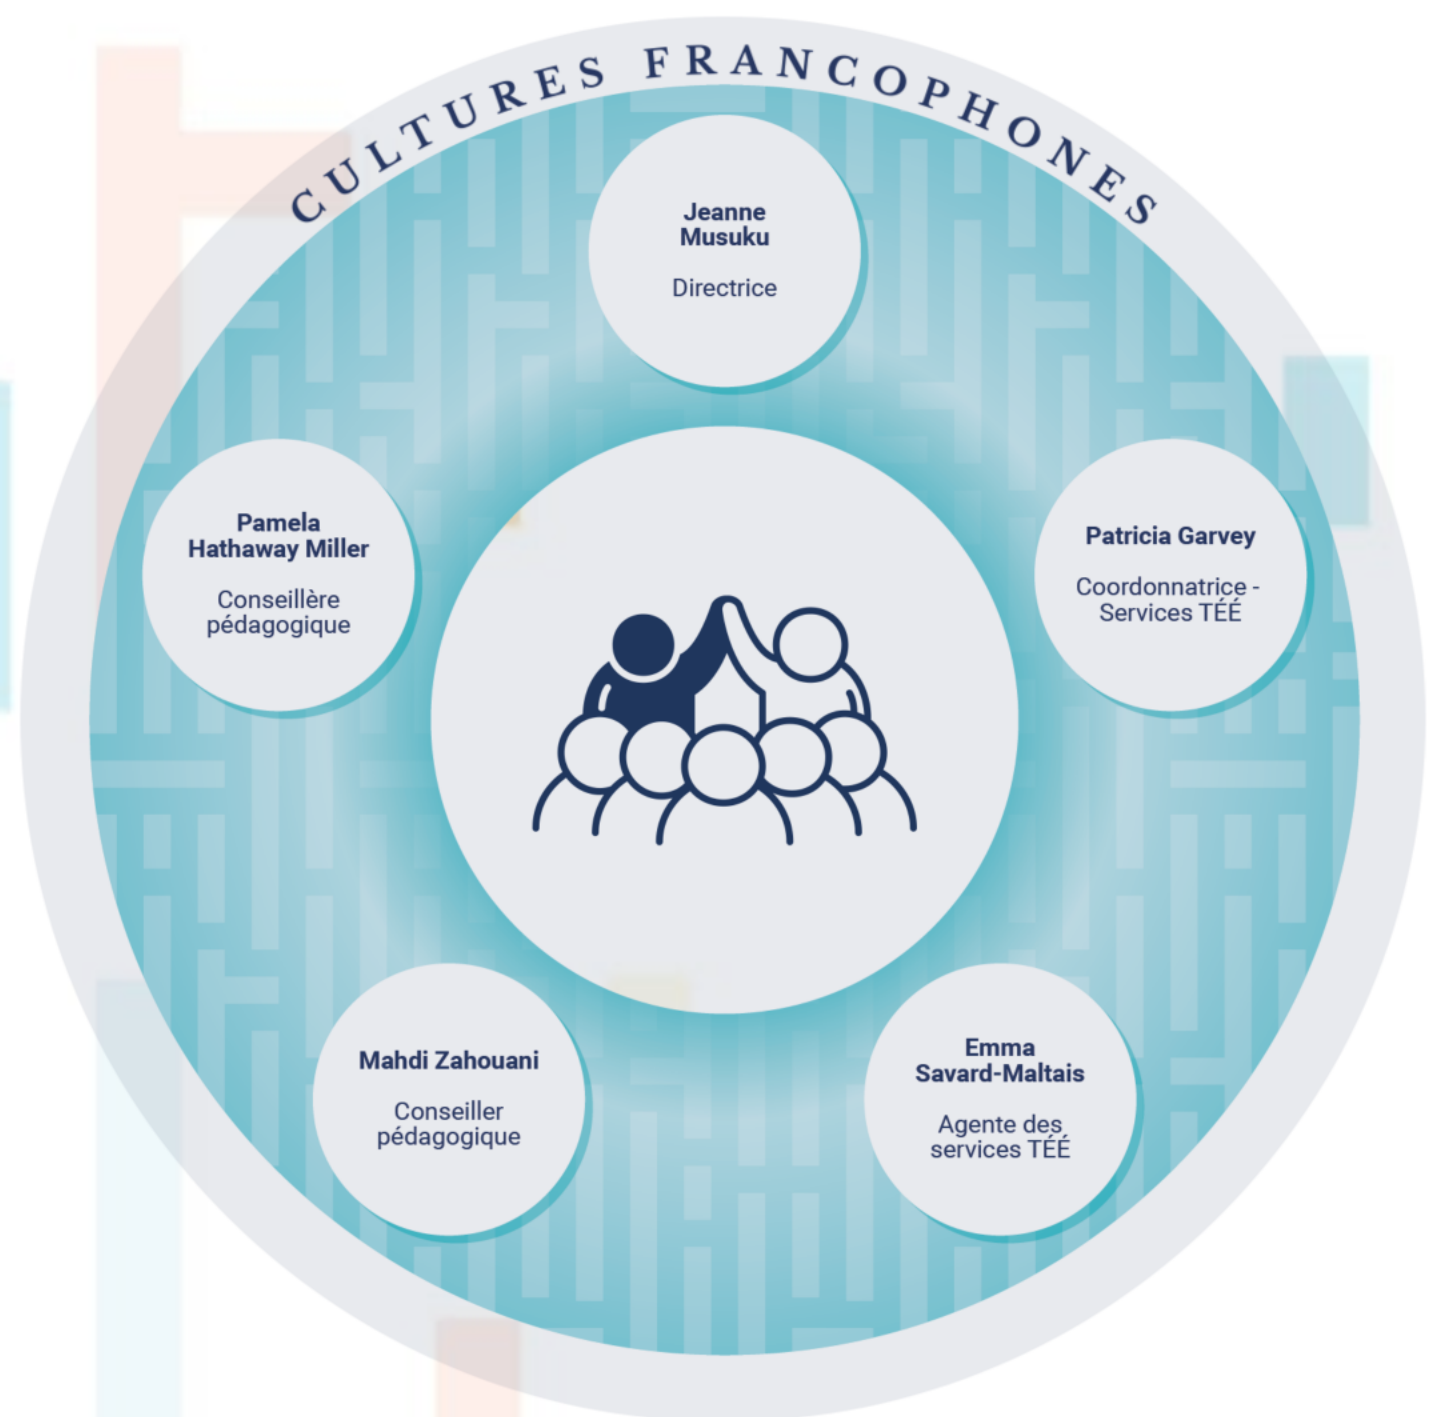 CULTURES FRANCOPHONES
Jeanne
Musuku
Directrice
Pamela
Hathaway Miller
Conseillère
pédagogique
Patricia Garvey
Coordonnatrice -
Services TÉÉ
Mahdi Zahouani
Conseiller
pédagogique
Emma
Savard-Maltais
Agente des
services TÉÉ